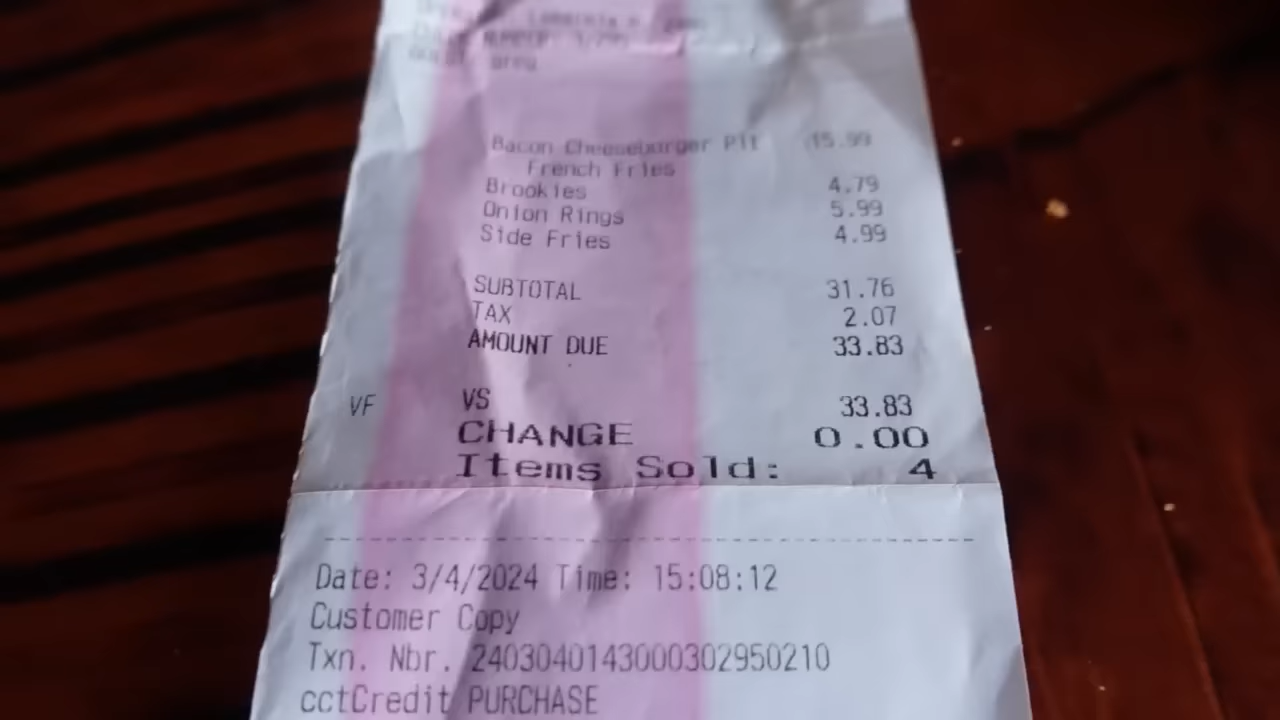 Bacon Cheeseburger Plt 15.99
French Fries
Brookies 4.79
Onion Rings 5.99
Side Fries 4.99
SUBTOTAL 31.76
TAX 2.07
AMOUNT DUE 33.83
VF VS 33.83
CHANGE 0.00
Items Sold: 4
Date: 3/4/2024 Time: 15:08:12
Customer Copy
Txn. Nbr. 2403040143000302950210
cctCredit PURCHASE